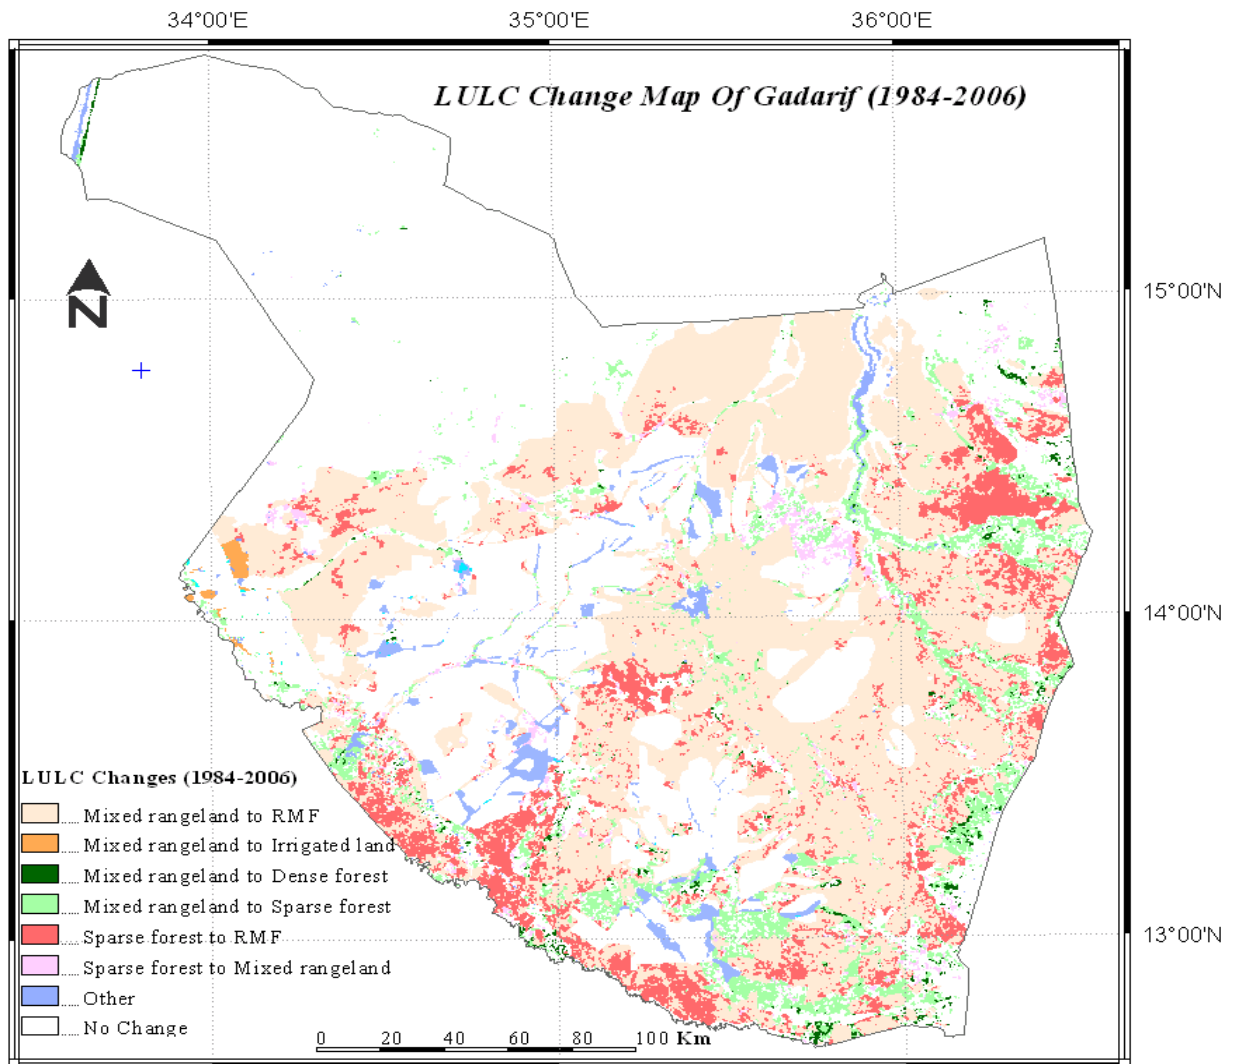 34°00'E 35°00'E 36°00'E
LULC Change Map Of Gadarif (1984-2006)
N
15°00'N
14°00'N
13°00'N
LULC Changes (1984-2006)
..... Mixed rangeland to RMF
..... Mixed rangeland to Irrigated land
..... Mixed rangeland to Dense forest
..... Mixed rangeland to Sparse forest
..... Sparse forest to RMF
..... Sparse forest to Mixed rangeland
..... Other
..... No Change
0 20 40 60 80 100 Km